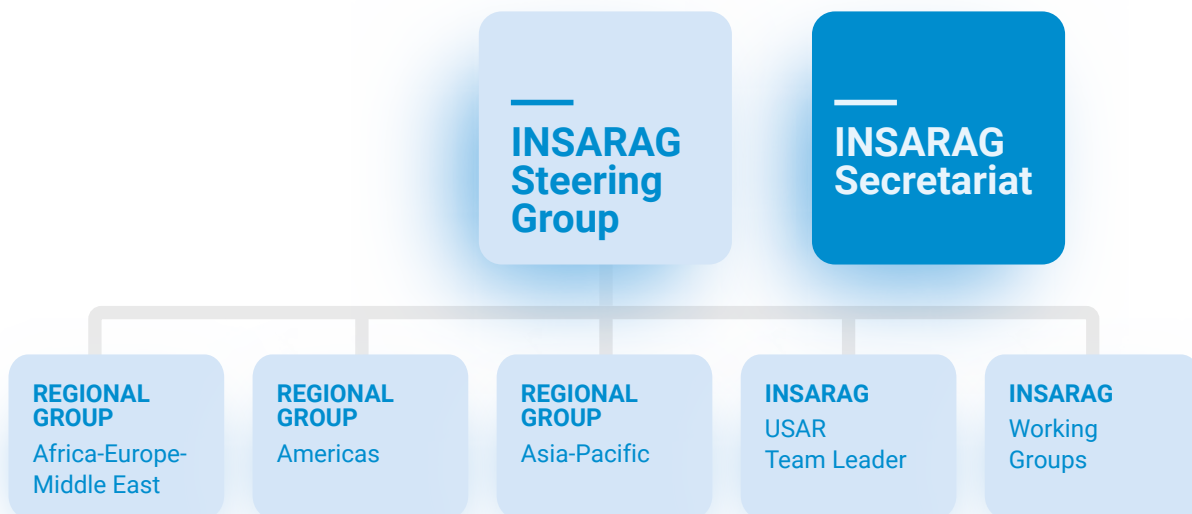 INSARAG
Steering
Group
INSARAG
Secretariat
REGIONAL
GROUP
Africa-Europe-
Middle East
REGIONAL
GROUP
Americas
REGIONAL
GROUP
Asia-Pacific
INSARAG
USAR
Team Leader
INSARAG
Working
Groups